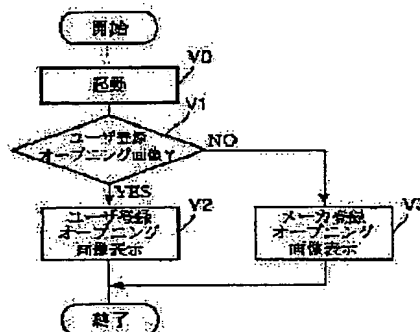 開始
V0
起動
V1
ユーザ登録
オープニング画像?
NO
YES
V2
ユーザ登録
オープニング
画像表示
メーカ登録
オープニング
画像表示
終了